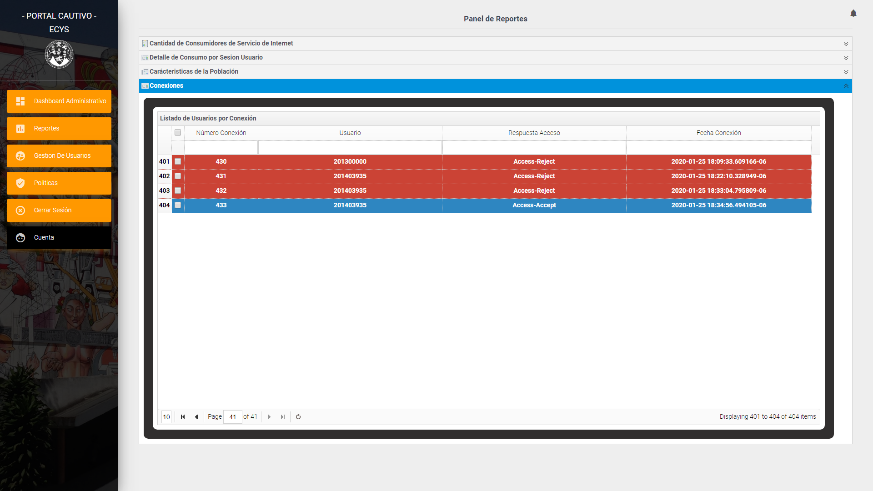 - PORTAL CAUTIVO -
ECYS
Dashboard Administrativo
Reportes
Gestion De Usuarios
Políticas
Cerrar Sesión
Cuenta
Panel de Reportes
Cantidad de Consumidores de Servicio de Internet
Detalle de Consumo por Sesion Usuario
Carácteristicas de la Población
Conexiones
Listado de Usuarios por Conexión
Número Conexión Usuario Respuesta Acceso Fecha Conexión
401 430 201300000 Access-Reject 2020-01-25 18:09:33.609166-06
402 431 201403935 Access-Reject 2020-01-25 18:22:10.328949-06
403 432 201403935 Access-Reject 2020-01-25 18:33:04.795809-06
404 433 201403935 Access-Accept 2020-01-25 18:34:56.494105-06
10 Page 41 of 41 Displaying 401 to 404 of 404 items